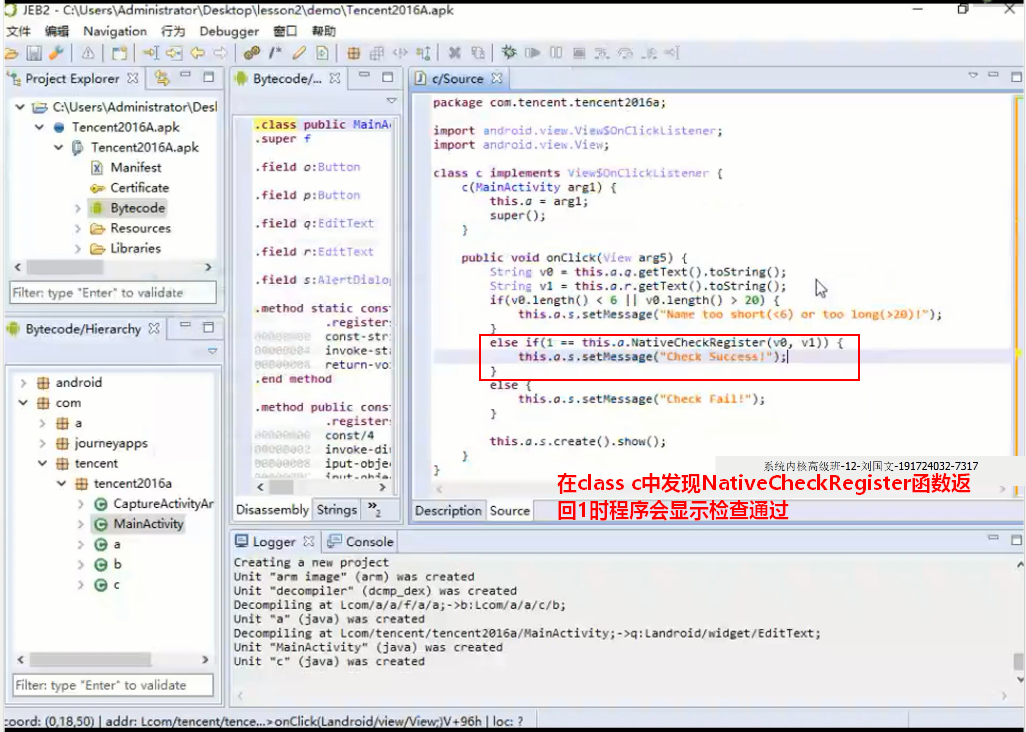 JEB2 - C:\Users\Administrator\Desktop\lesson2\demo\Tencent2016A.apk
文件 编辑 Navigation 行为 Debugger 窗口 帮助
Project Explorer
C:\Users\Administrator\Desl
Tencent2016A.apk
Tencent2016A.apk
Manifest
Certificate
Bytecode
Resources
Libraries
Filter: type "Enter" to validate
Bytecode/Hierarchy
android
com
a
journeyapps
tencent
tencent2016a
CaptureActivityAr
MainActivity
a
b
c
Filter: type "Enter" to validate
Bytecode/...
.class public MainA
.super f
.field o:Button
.field p:Button
.field q:EditText
.field r:EditText
.field s:AlertDialo
.method static cons
.register
00000000 const-str
00000004 invoke-st
0000000A return-vo
.end method
.method public cons
.register
00000000 const/4
00000002 invoke-di
00000008 iput-obje
iput-obje
Disassembly Strings »2
c/Source
package com.tencent.tencent2016a;
import android.view.View$OnClickListener;
import android.view.View;
class c implements View$OnClickListener {
c(MainActivity arg1) {
this.a = arg1;
super();
}
public void onClick(View arg5) {
String v0 = this.a.q.getText().toString();
String v1 = this.a.r.getText().toString();
if(v0.length() < 6 || v0.length() > 20) {
this.a.s.setMessage("Name too short(<6) or too long(>20)!");
}
else if(1 == this.a.NativeCheckRegister(v0, v1)) {
this.a.s.setMessage("Check Success!");
}
else {
this.a.s.setMessage("Check Fail!");
}
this.a.s.create().show();
}
}
系统内核高级班-12-刘国文-191724032-7317
在class c中发现NativeCheckRegister函数返
回1时程序会显示检查通过
Description Source
Logger Console
Creating a new project
Unit "arm image" (arm) was created
Unit "decompiler" (dcmp_dex) was created
Decompiling at Lcom/a/a/f/a/a;->b:Lcom/a/a/c/b;
Unit "a" (java) was created
Decompiling at Lcom/tencent/tencent2016a/MainActivity;->q:Landroid/widget/EditText;
Unit "MainActivity" (java) was created
Unit "c" (java) was created
coord: (0,18,50) | addr: Lcom/tencent/tence...>onClick(Landroid/view/View;)V+96h | loc: ?